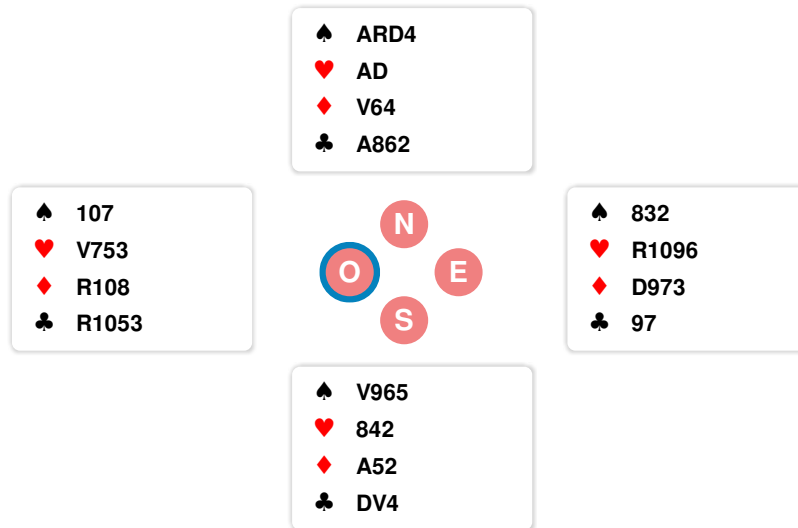 ♠ ARD4
♥ AD
♦ V64
♣ A862
♠ 107
♥ V753
♦ R108
♣ R1053
N
O
E
S
♠ 832
♥ R1096
♦ D973
♣ 97
♠ V965
♥ 842
♦ A52
♣ DV4